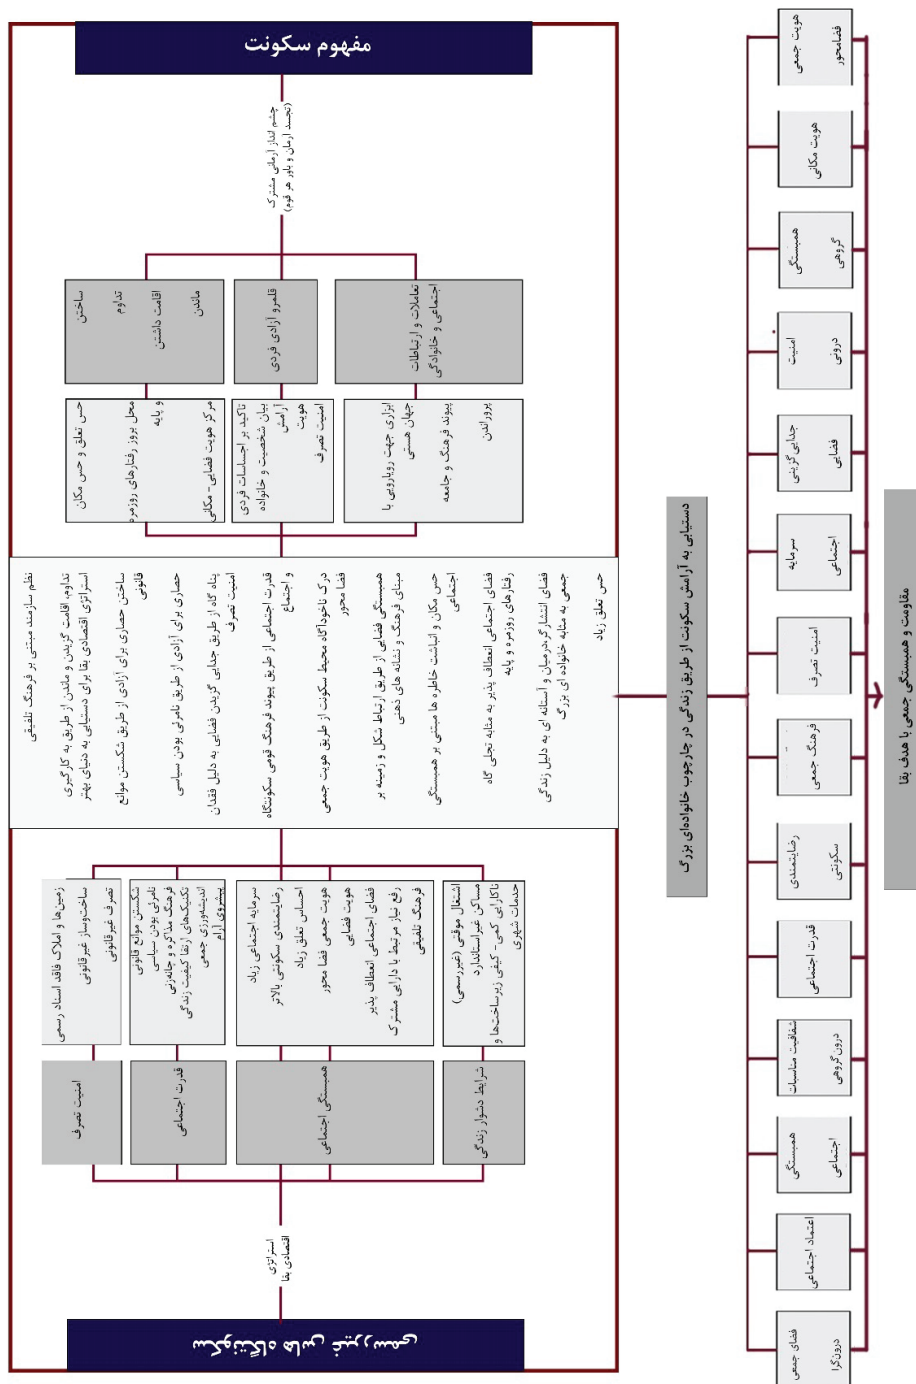 مفهوم سکونت
چشم انداز آرمانی مشترک
(تجسد آرمان و باور هر قوم)
ساختن
تداوم
اقامت داشتن
ماندن
قلمرو آزادی فردی
تعاملات و ارتباطات
اجتماعی و خانوادگی
حس تعلق و حس مکان
محل بروز رفتارهای روزمره
و پایه
مرکز هویت فضایی - مکانی
تاکید بر احساسات فردی
بیان شخصیت و خانواده
آرامش
هویت
امنیت تصرف
ابزاری جهت رویارویی با
جهان هستی
پیوند فرهنگ و جامعه
پروراندن
نظم سازمند مبتنی بر فرهنگ تلفیقی
تداوم، اقامت گزیدن و ماندن از طریق به کارگیری
استراتژی اقتصادی بقا برای دستیابی به دنیای بهتر
ساختن حصاری برای آزادی از طریق شکستن موانع
قانونی
حصاری برای آزادی از طریق نامرئی بودن سیاسی
پناه گاه از طریق جدایی گزیدن فضایی به دلیل فقدان
امنیت تصرف
قدرت اجتماعی از طریق پیوند فرهنگ قومی سکونتگاه
و اجتماع
درک ناخودآگاه محیط سکونت از طریق هویت جمعی
فضا محور
همبستگی فضایی از طریق ارتباط شکل و زمینه بر
مبنای فرهنگ و نشانه های ذهنی
حس مکان و انباشت خاطره ها مبتنی بر همبستگی
اجتماعی
فضای اجتماعی انعطاف پذیر به مثابه تجلی گاه
رفتارهای روزمره و پایه
فضای انتشارگر،درمیان و آستانه ای به دلیل زندگی
جمعی به مثابه خانواده ای بزرگ
حس تعلق زیاد
زمین‌ها و املاک فاقد اسناد رسمی
ساخت‌وساز غیرقانونی
تصرف غیرقانونی
شکستن موانع قانونی
نامرئی بودن سیاسی
فرهنگ مذاکره و چانه‌زنی
تکنیک‌های ارتقا کیفیت زندگی
اندیشه‌ورزی جمعی
پیشروی آرام
سرمایه اجتماعی زیاد
رضایتمندی سکونتی بالاتر
احساس تعلق زیاد
هویت جمعی فضا محور
هویت فضایی
فضای اجتماعی انعطاف پذیر
رفع نیاز مرتبط با دارایی مشترک
فرهنگ تلفیقی
اشتغال موقتی (غیررسمی)
مساکن غیراستاندارد
ناکارایی کمی- کیفی زیرساخت‌ها و
خدمات شهری
امنیت تصرف
قدرت اجتماعی
همبستگی اجتماعی
شرایط دشوار زندگی
استراتژی
اقتصادی بقا
سکونتگاه های غیررسمی
دستیابی به آرامش سکونت از طریق زندگی در چارچوب خانواده‌ای بزرگ
هویت جمعی
فضامحور
هویت مکانی
همبستگی
گروهی
امنیت
درونی
جدایی‌گزینی
فضایی
سرمایه
اجتماعی
امنیت تصرف
فرهنگ جمعی
رضایتمندی
سکونتی
قدرت اجتماعی
شفافیت مناسبات
درون‌گروهی
همبستگی
اجتماعی
اعتماد اجتماعی
فضای جمعی
درون‌گرا
مقاومت و همبستگی جمعی با هدف بقا